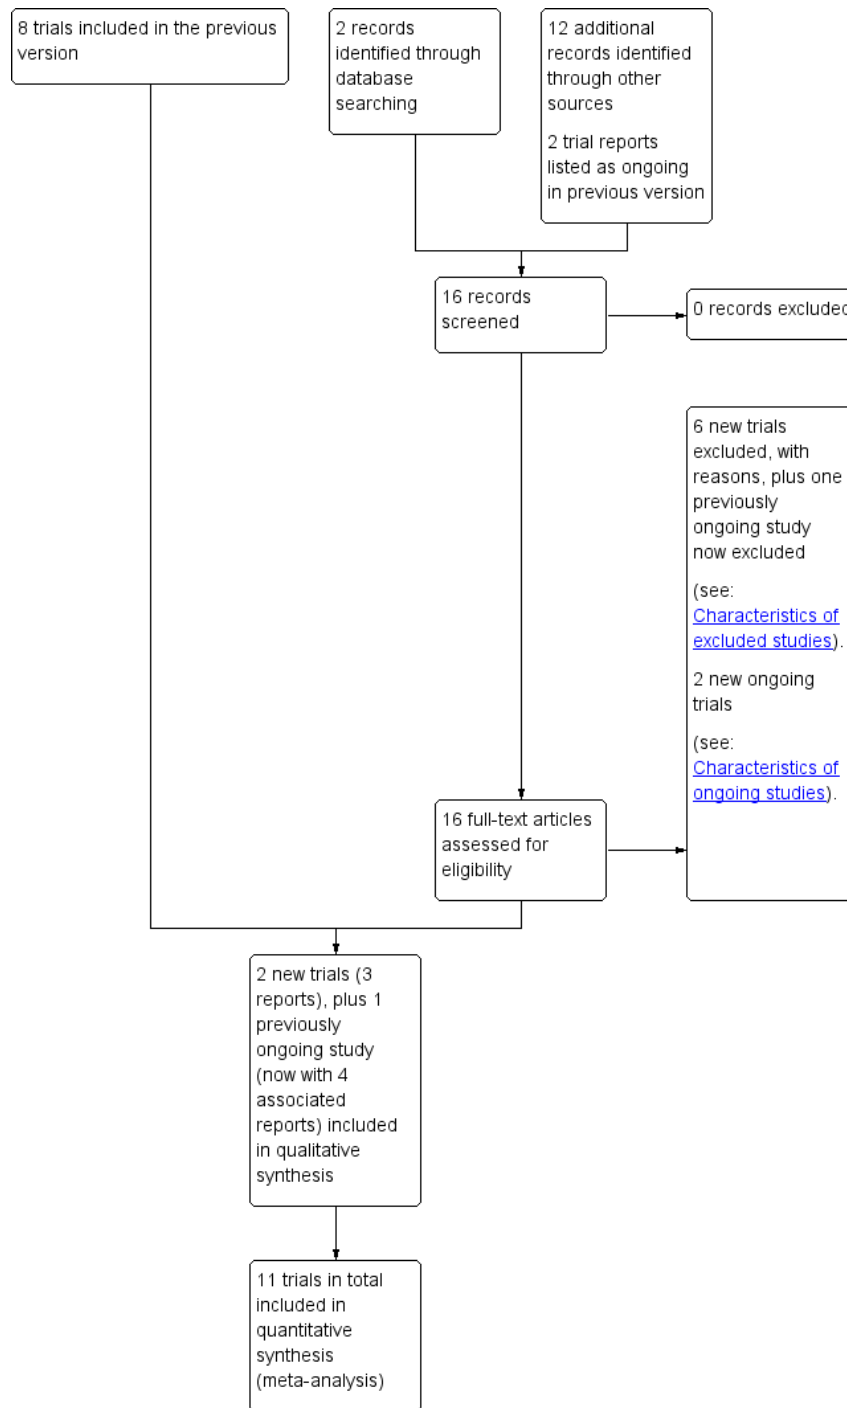 8 trials included in the previous
version
2 records
identified through
database
searching
12 additional
records identified
through other
sources
2 trial reports
listed as ongoing
in previous version
16 records
screened
0 records excluded
6 new trials
excluded, with
reasons, plus one
previously
ongoing study
now excluded
(see:
Characteristics of
excluded studies).
2 new ongoing
trials
(see:
Characteristics of
ongoing studies).
16 full-text articles
assessed for
eligibility
2 new trials (3
reports), plus 1
previously
ongoing study
(now with 4
associated
reports) included
in qualitative
synthesis
11 trials in total
included in
quantitative
synthesis
(meta-analysis)